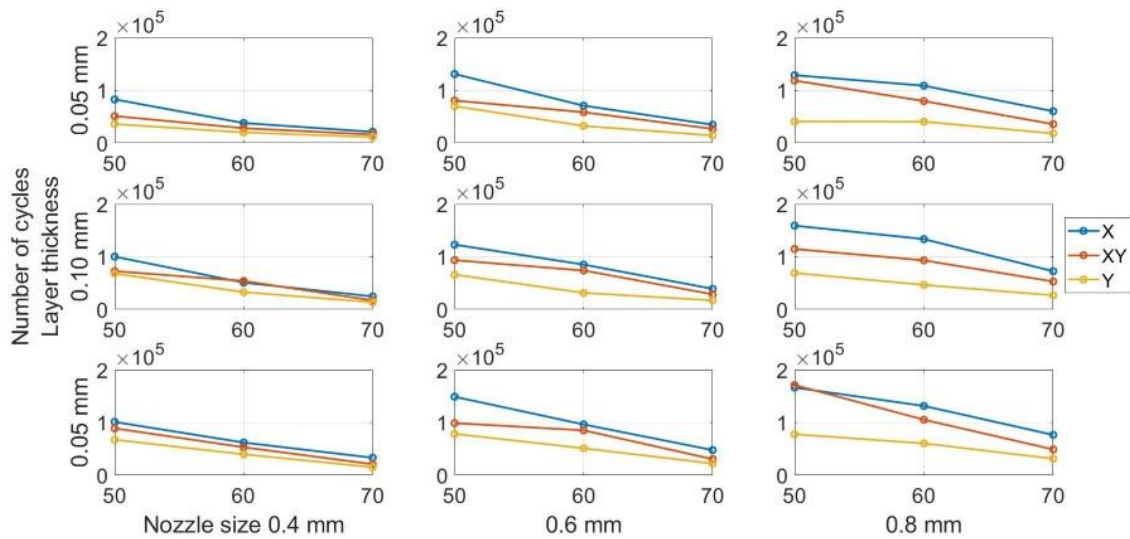 ×10⁵ ×10⁵ ×10⁵
2 2 2
1 1 1
0 0 0
50 60 70 50 60 70 50 60 70
0.05 mm
×10⁵ ×10⁵ ×10⁵
2 2 2
1 1 1
0 0 0
50 60 70 50 60 70 50 60 70
Number of cycles
Layer thickness
0.10 mm
X
XY
Y
×10⁵ ×10⁵ ×10⁵
2 2 2
1 1 1
0 0 0
50 60 70 50 60 70 50 60 70
0.05 mm
Nozzle size 0.4 mm 0.6 mm 0.8 mm